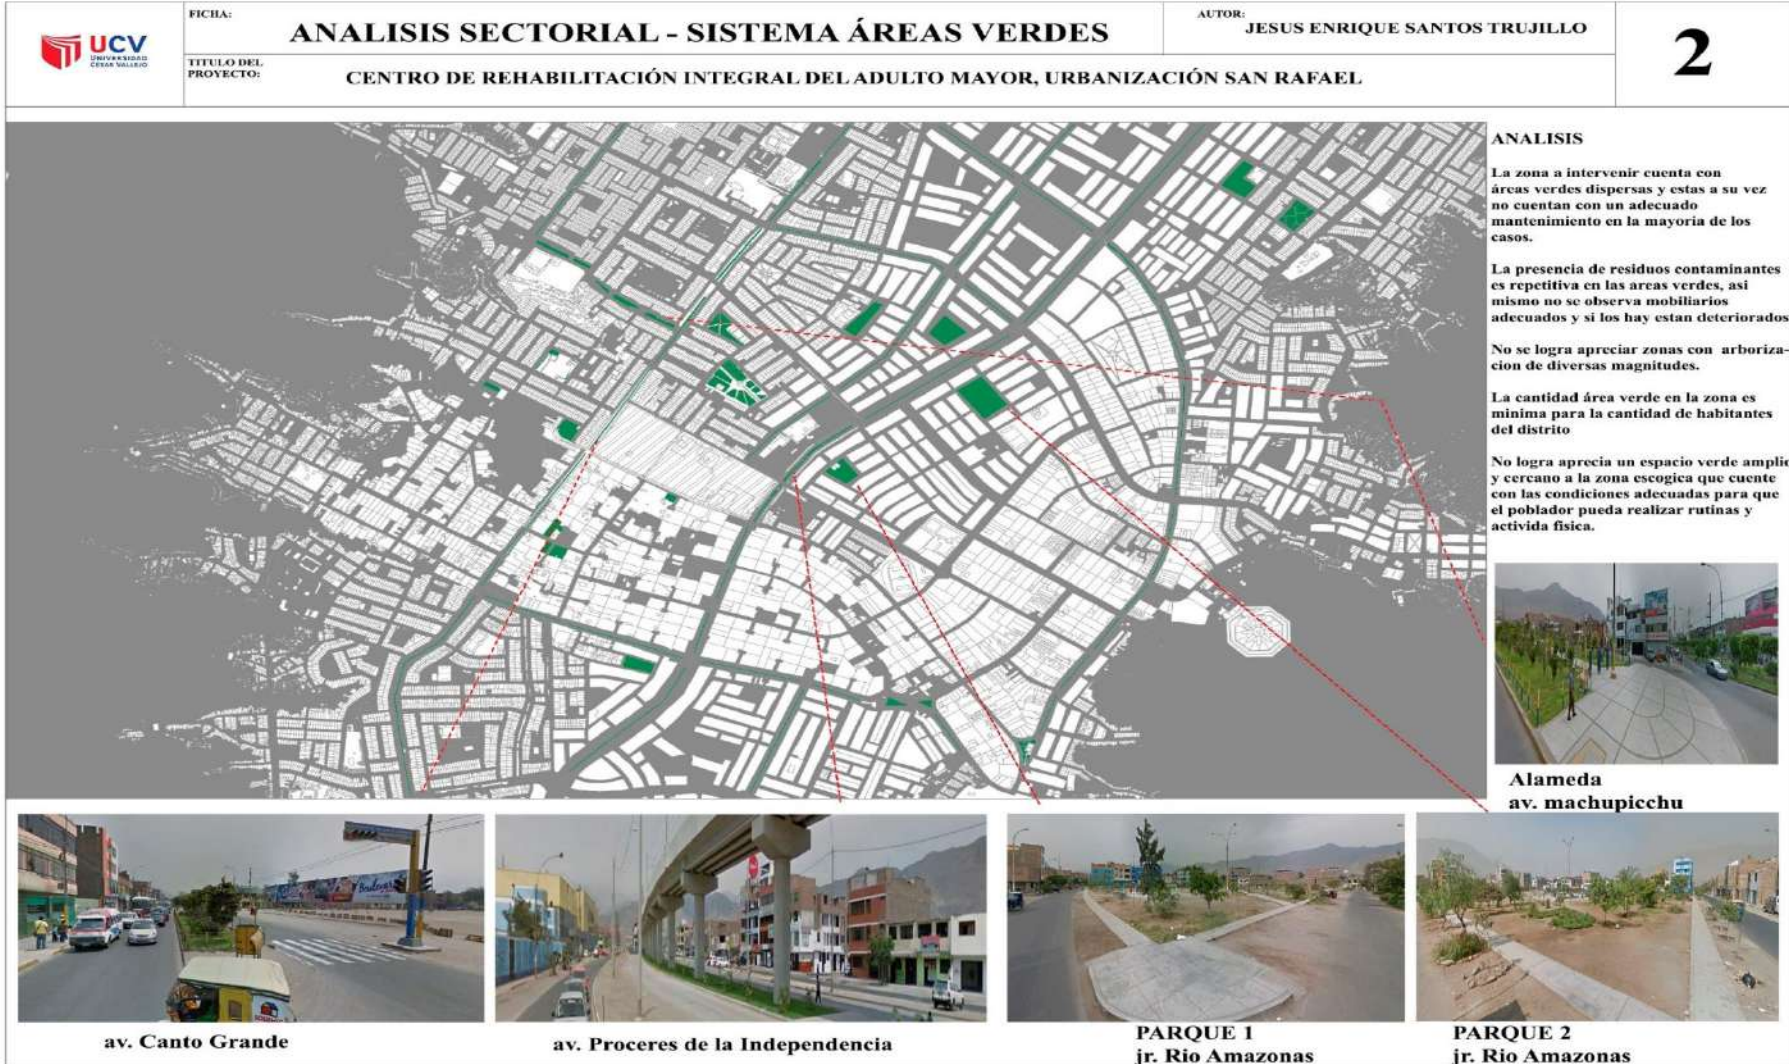 UCV
UNIVERSIDAD
CÉSAR VALLEJO
FICHA:
ANALISIS SECTORIAL - SISTEMA ÁREAS VERDES
AUTOR:
JESUS ENRIQUE SANTOS TRUJILLO
TITULO DEL
PROYECTO:
CENTRO DE REHABILITACIÓN INTEGRAL DEL ADULTO MAYOR, URBANIZACIÓN SAN RAFAEL
2
ANALISIS
La zona a intervenir cuenta con
áreas verdes dispersas y estas a su vez
no cuentan con un adecuado
mantenimiento en la mayoría de los
casos.
La presencia de residuos contaminantes
es repetitiva en las areas verdes, asi
mismo no se observa mobiliarios
adecuados y si los hay estan deteriorados
No se logra apreciar zonas con arboriza-
cion de diversas magnitudes.
La cantidad área verde en la zona es
minima para la cantidad de habitantes
del distrito
No logra aprecia un espacio verde amplio
y cercano a la zona escogica que cuente
con las condiciones adecuadas para que
el poblador pueda realizar rutinas y
activida física.
Alameda
av. machupicchu
av. Canto Grande
av. Proceres de la Independencia
PARQUE 1
jr. Rio Amazonas
PARQUE 2
jr. Rio Amazonas